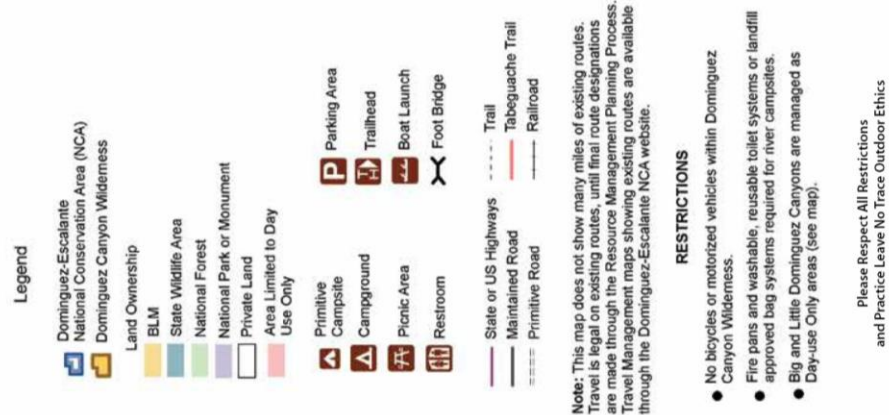 Legend
Dominguez-Escalante
National Conservation Area (NCA)
Dominguez Canyon Wilderness
Land Ownership
BLM
State Wildlife Area
National Forest
National Park or Monument
Private Land
Area Limited to Day
Use Only
Primitive
Campsite
Campground
Picnic Area
Restroom
P Parking Area
TH Trailhead
Boat Launch
Foot Bridge
State or US Highways
Maintained Road
Primitive Road
Trail
Tabeguache Trail
Railroad
Note: This map does not show many miles of existing routes.
Travel is legal on existing routes, until final route designations
are made through the Resource Management Planning Process.
Travel Management maps showing existing routes are available
through the Dominguez-Escalante NCA website.
RESTRICTIONS
● No bicycles or motorized vehicles within Dominguez
Canyon Wilderness.
● Fire pans and washable, reusable toilet systems or landfill
approved bag systems required for river campsites.
● Big and Little Dominguez Canyons are managed as
Day-use Only areas (see map).
Please Respect All Restrictions
and Practice Leave No Trace Outdoor Ethics